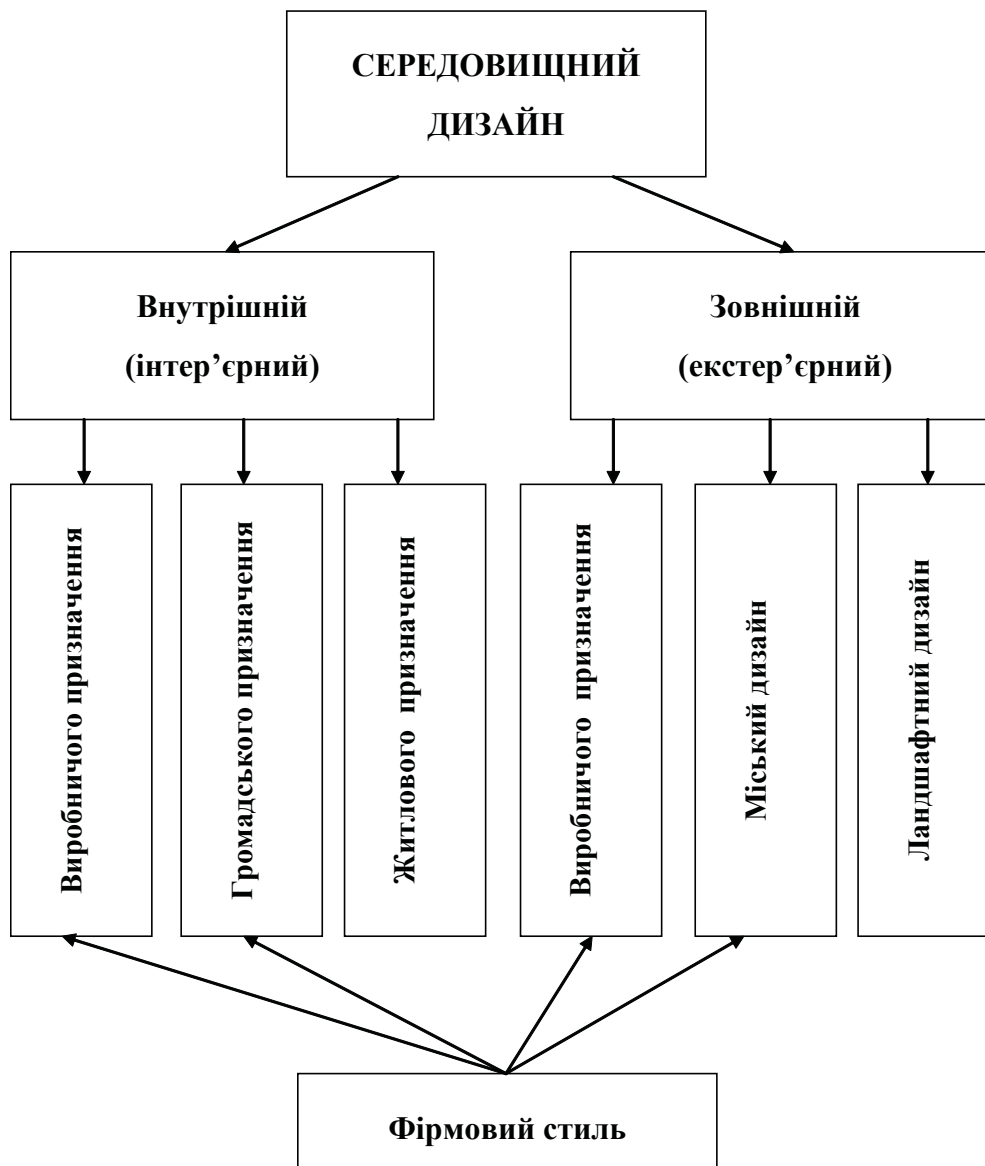 СЕРЕДОВИЩНИЙ
ДИЗАЙН
Внутрішній
(інтер’єрний)
Зовнішній
(екстер’єрний)
Виробничого призначення
Громадського призначення
Житлового призначення
Виробничого призначення
Міський дизайн
Ландшафтний дизайн
Фірмовий стиль